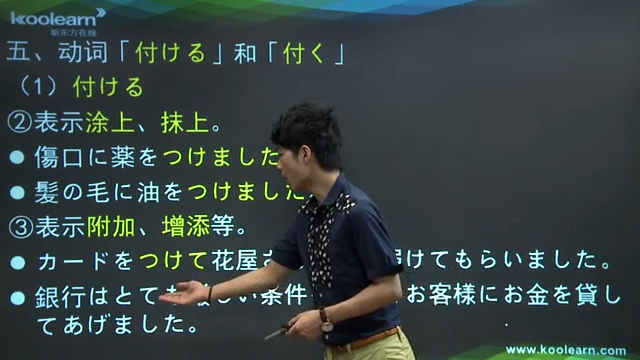 Koolearn
新东方在线
五、动词「付ける」和「付く」
（1）付ける
②表示涂上、抹上。
● 傷口に薬をつけました
● 髪の毛に油をつけました
③表示附加、增添等。
● カードをつけて花屋 けてもらいました。
● 銀行はとても しい条件 お客様にお金を貸し
てあげました。
www.koolearn.com